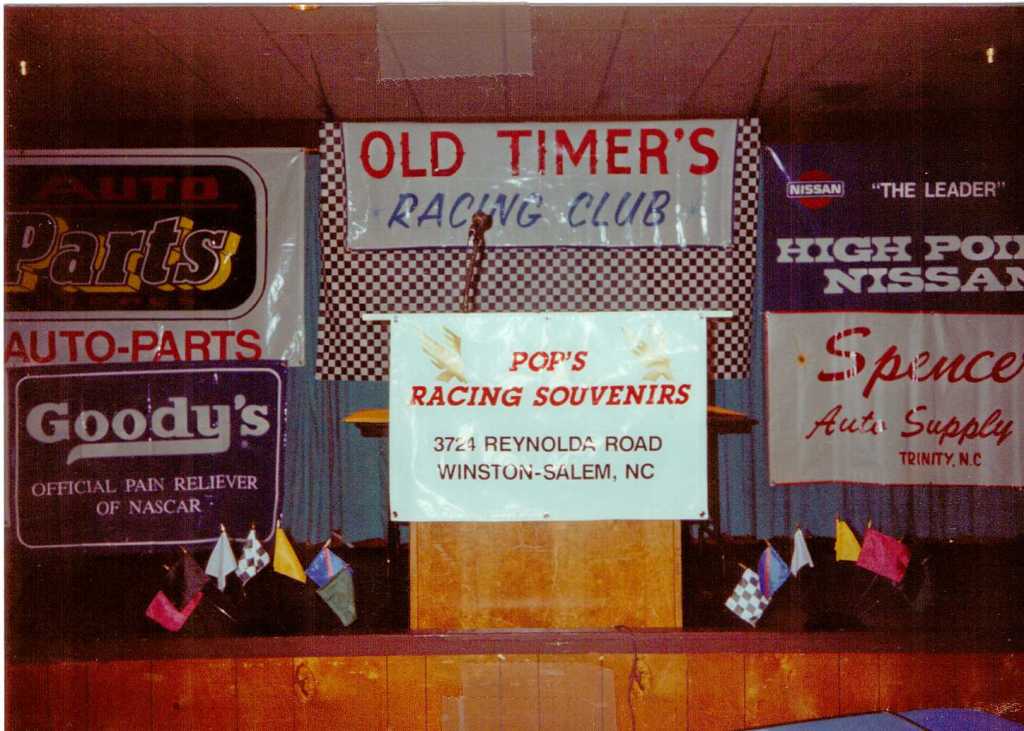 OLD TIMER'S
RACING CLUB
AUTO
Parts
AUTO-PARTS
Goody's
OFFICIAL PAIN RELIEVER
OF NASCAR
POP'S
RACING SOUVENIRS
3724 REYNOLDA ROAD
WINSTON-SALEM, NC
NISSAN
"THE LEADER"
HIGH POI
NISSAN
Spence
Auto Supply
TRINITY, N.C